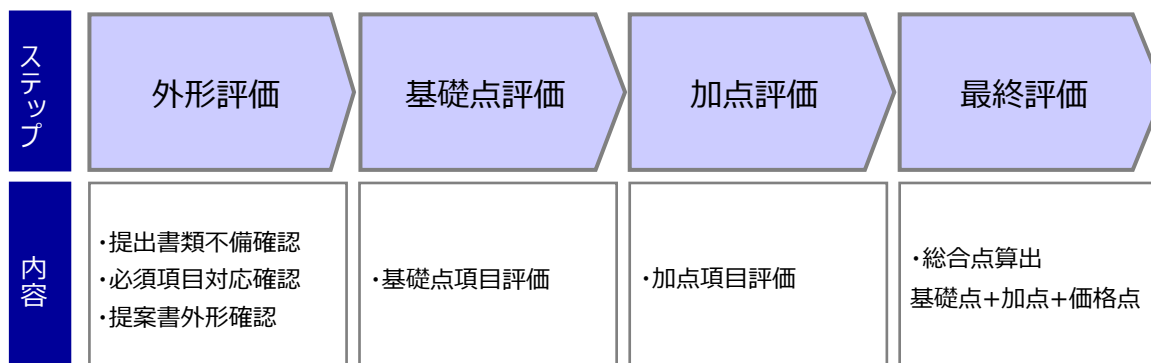 ステップ
外形評価
基礎点評価
加点評価
最終評価
内容
・提出書類不備確認
・必須項目対応確認
・提案書外形確認
・基礎点項目評価
・加点項目評価
・総合点算出
基礎点+加点+価格点